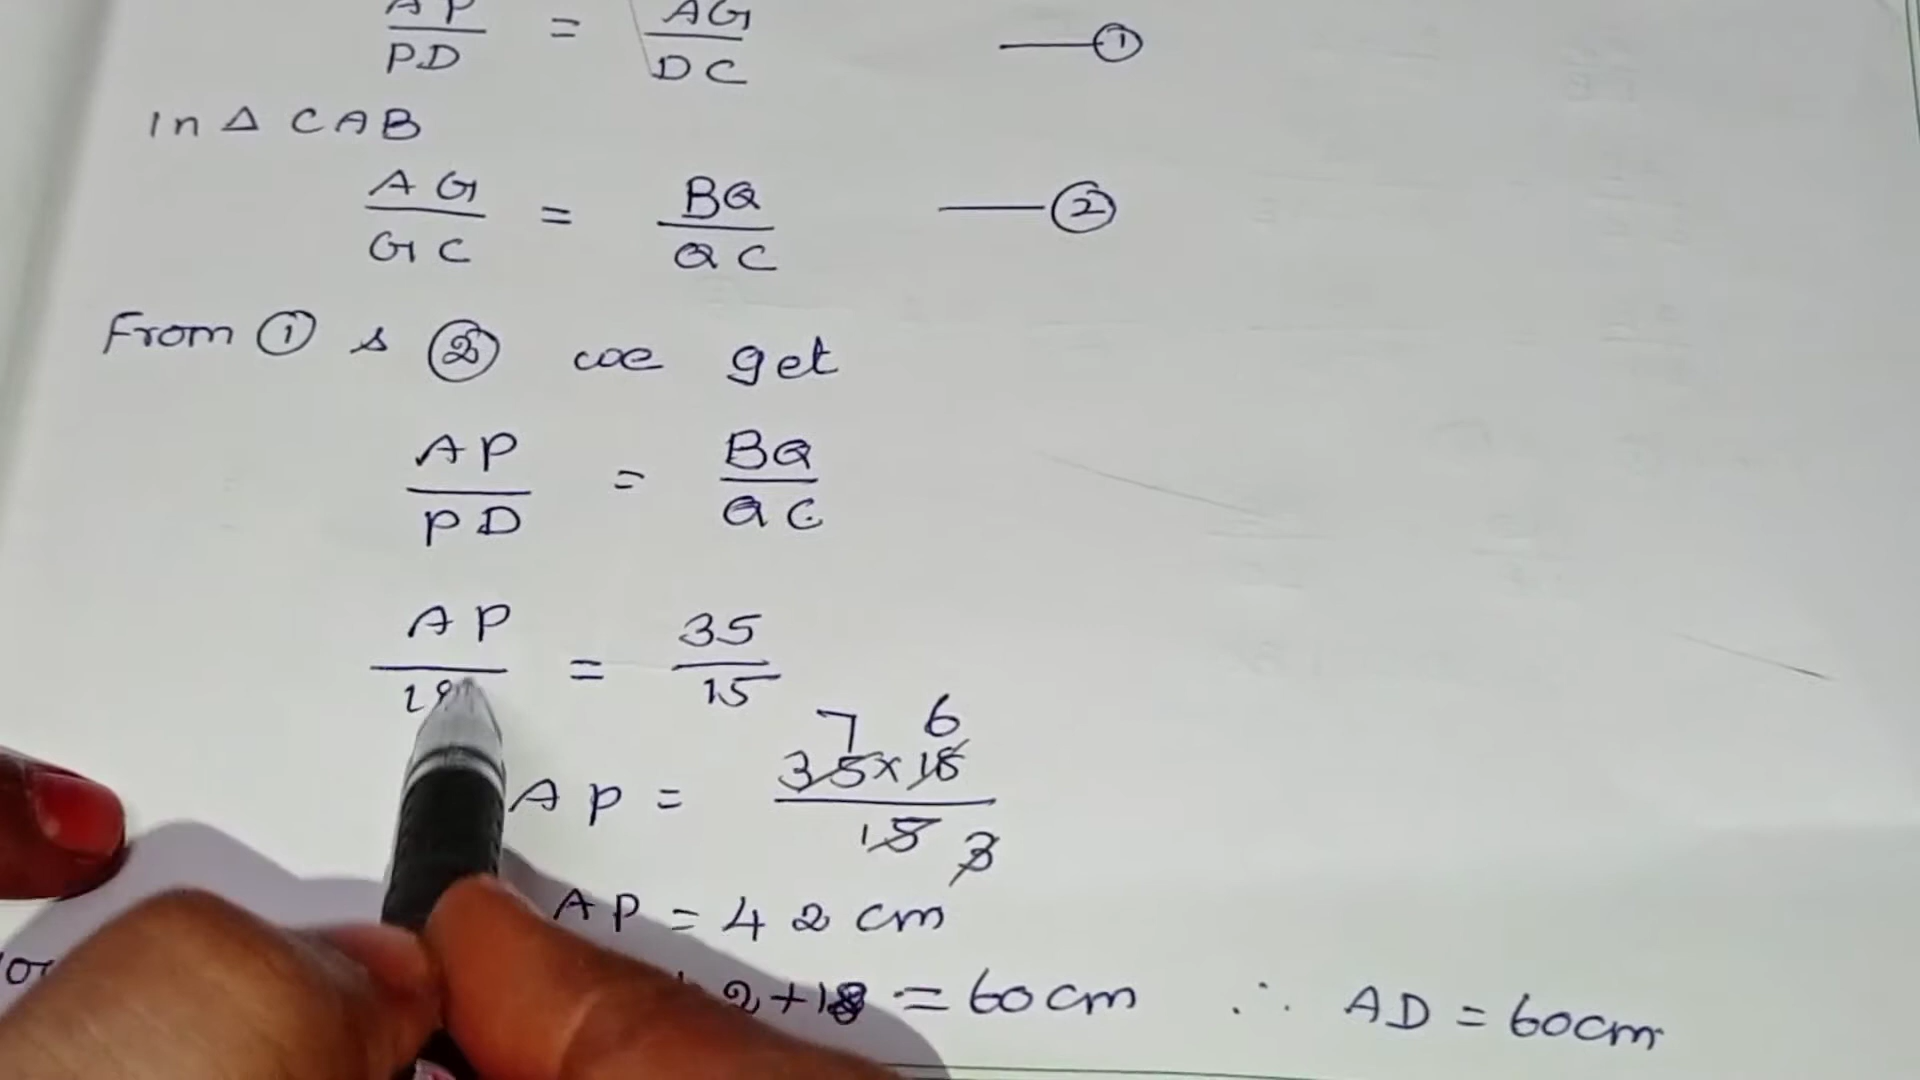 AP/PD = AG/DC —①
In △ CAB
AG/GC = BQ/QC —②
From ① & ② we get
AP/PD = BQ/QC
AP/18 = 35/15
7 6
AP = 35×18/15 3
AP = 42 cm
2+18 = 60cm ∴ AD = 60cm